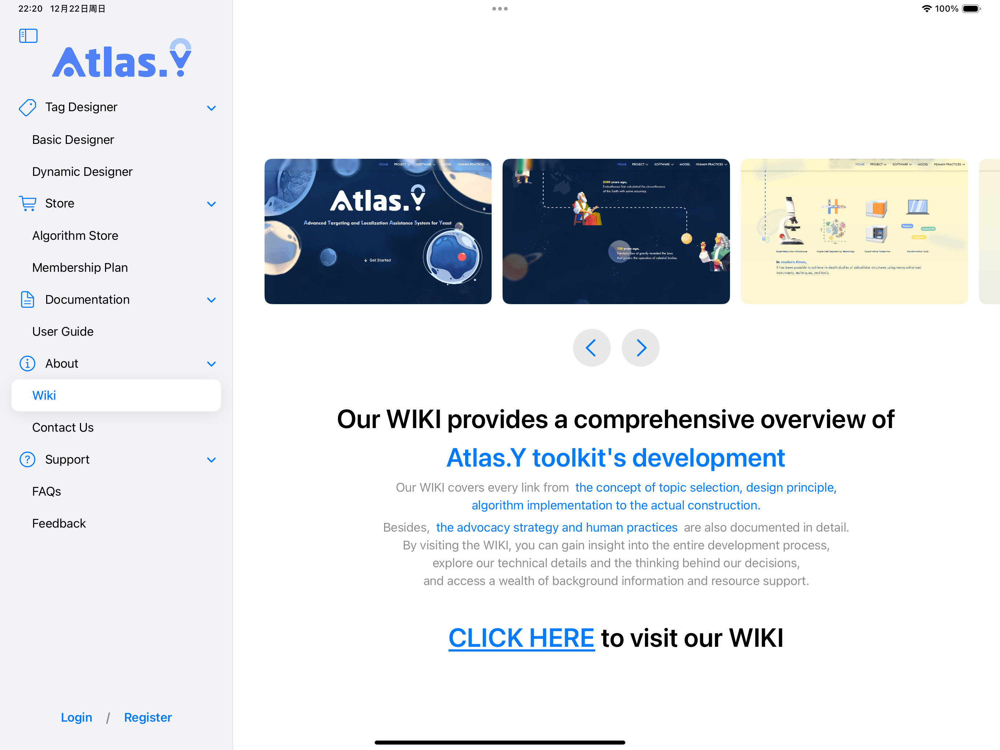 22:20 12月22日周日
100%
Atlas.Y
Tag Designer
Basic Designer
Dynamic Designer
Store
Algorithm Store
Membership Plan
Documentation
User Guide
About
Wiki
Contact Us
Support
FAQs
Feedback
Login / Register
HOME PROJECT SOFTWARE MODEL HUMAN PRACTICES
Atlas.Y
Advanced Targeting and Localization Assistance System for Yeast
Get Started
HOME PROJECT SOFTWARE MODEL HUMAN PRACTICES
2300 years ago,
Eratosthenes first calculated the circumference
of the Earth with some accuracy.
700 years ago,
Newton's law of gravity revealed the laws
that govern the operation of celestial bodies.
HOME PROJECT SOFTWARE MODEL HUMAN PRACTICES
Super-Resolution Microscope
Single-Cell Sequencing Technology
Quantitative Proteomics
Bioinformatics Tools
In modern times,
it has been possible to achieve in-depth studies of subcellular structures using many advanced
instruments, techniques, and tools.
Our WIKI provides a comprehensive overview of
Atlas.Y toolkit's development
Our WIKI covers every link from the concept of topic selection, design principle,
algorithm implementation to the actual construction.
Besides, the advocacy strategy and human practices are also documented in detail.
By visiting the WIKI, you can gain insight into the entire development process,
explore our technical details and the thinking behind our decisions,
and access a wealth of background information and resource support.
CLICK HERE to visit our WIKI